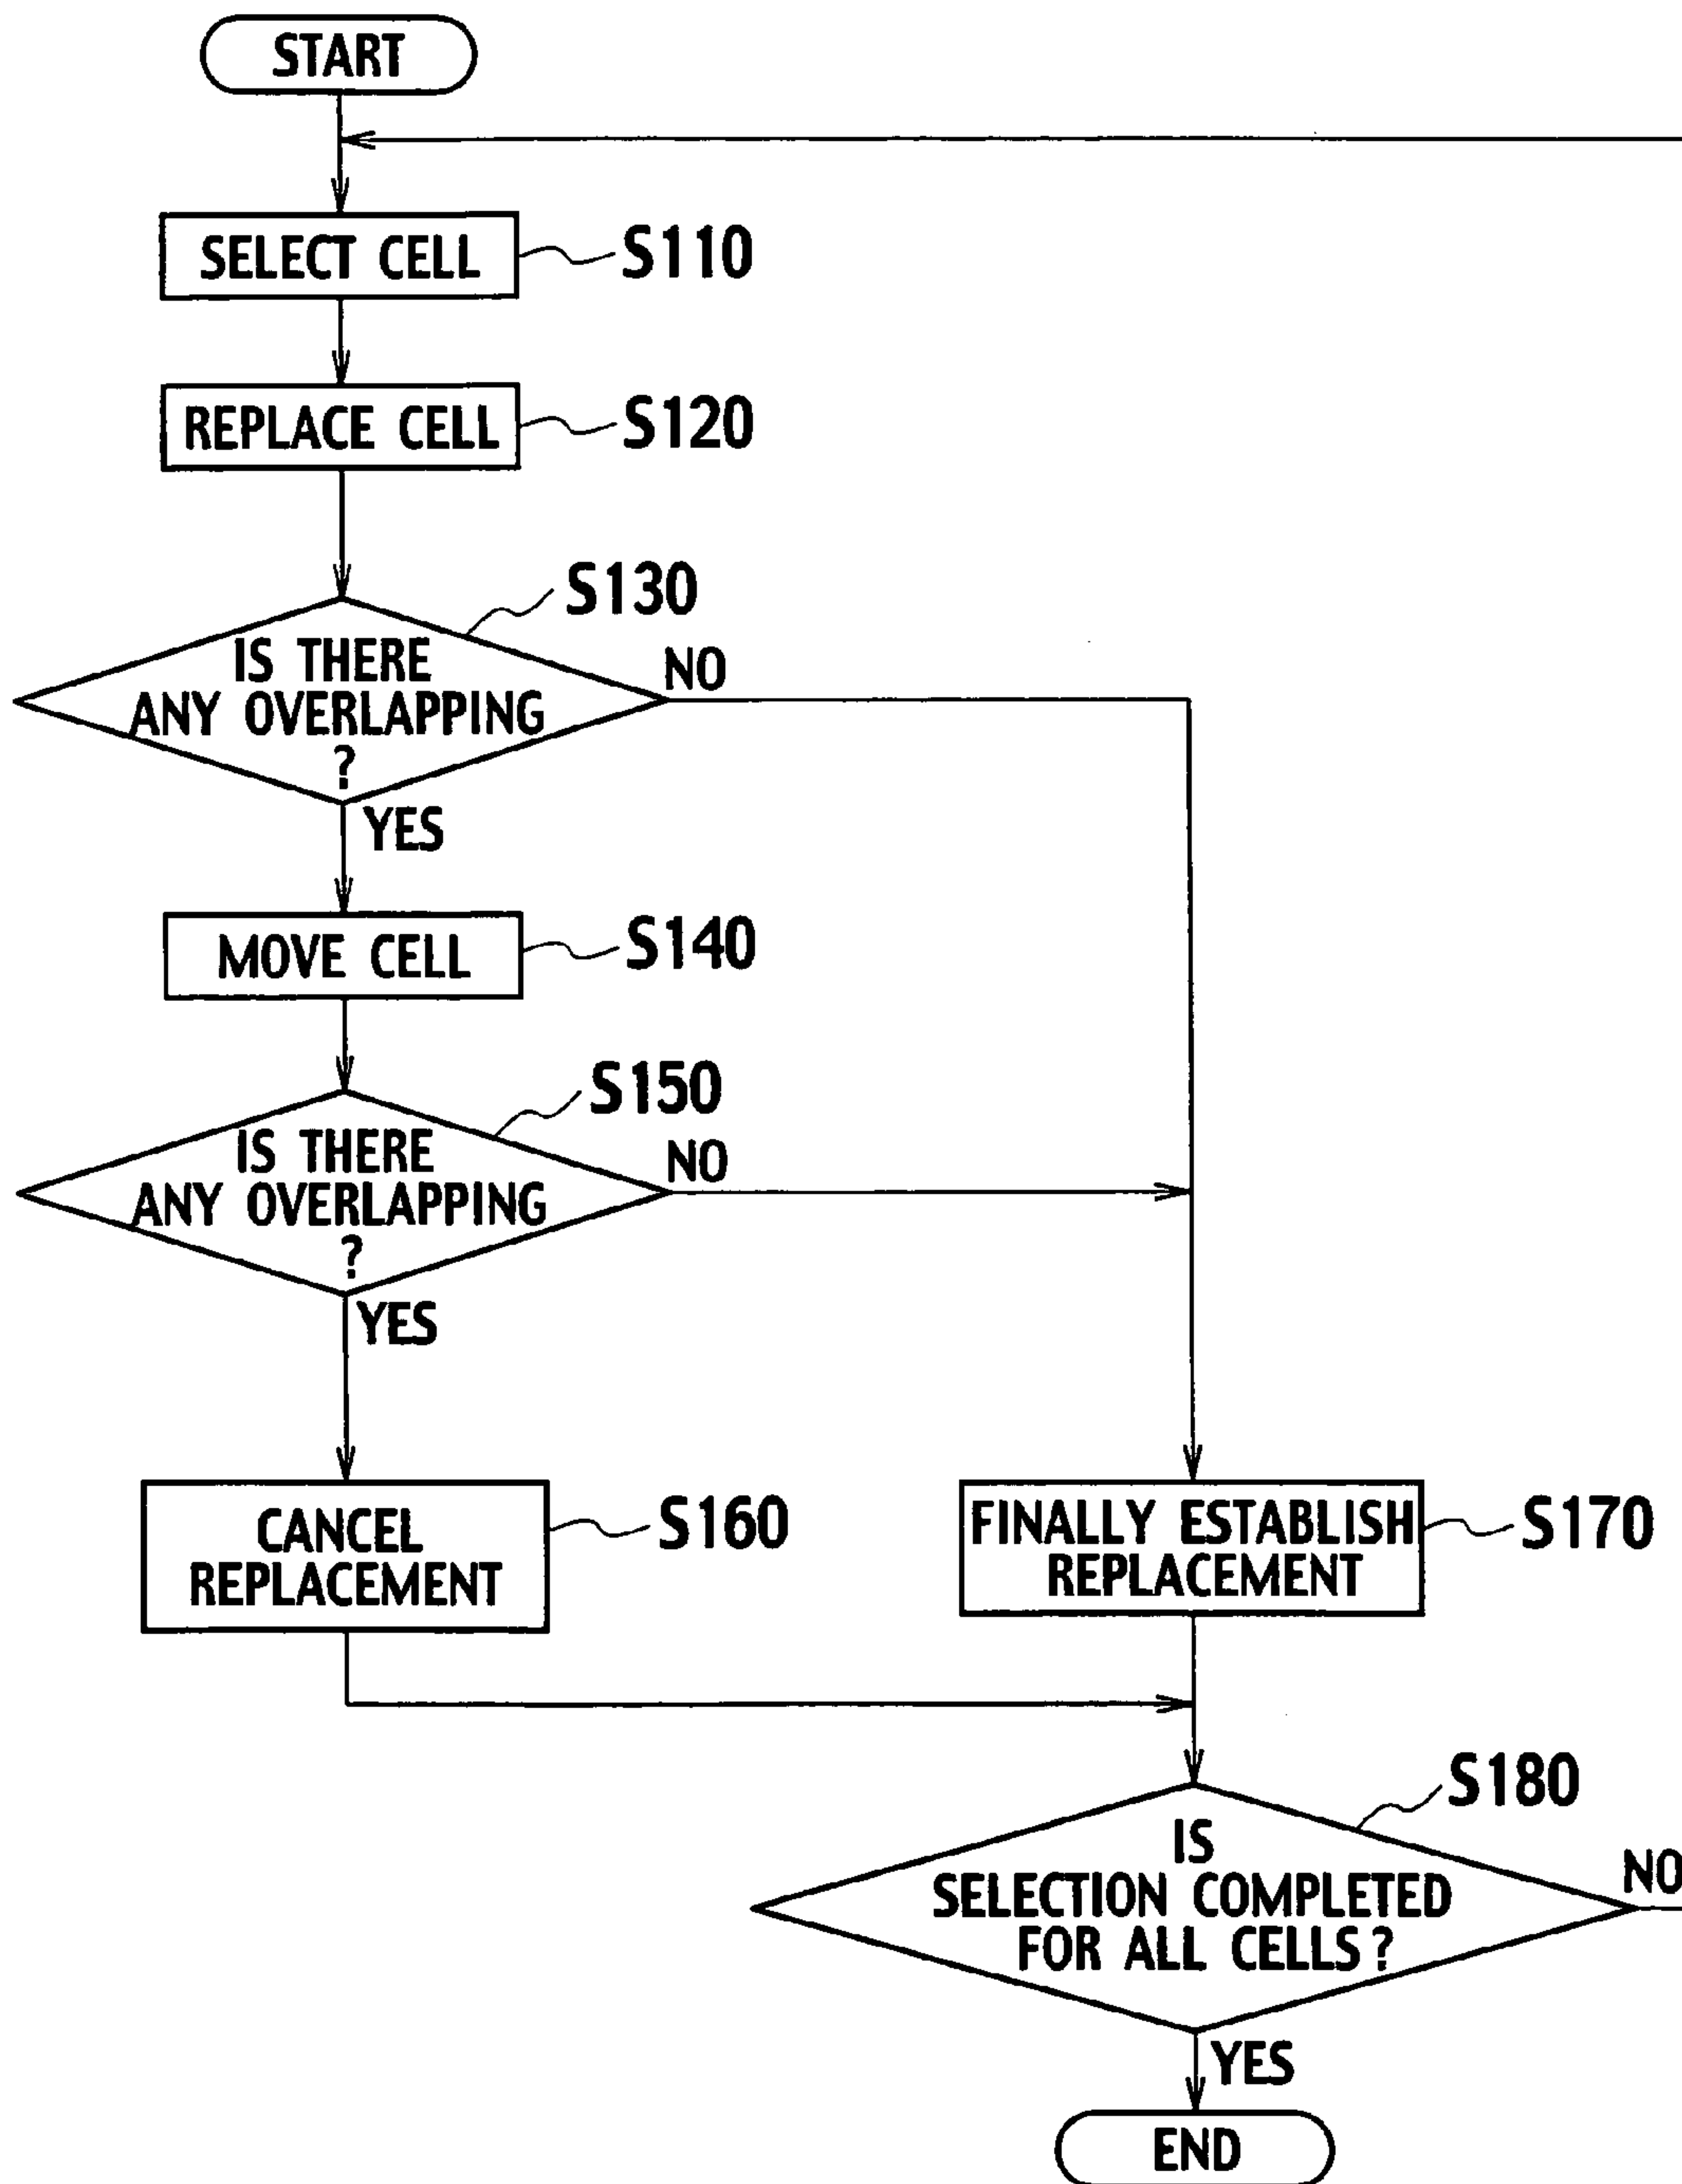 START
SELECT CELL
S110
REPLACE CELL
S120
S130
IS THERE
ANY OVERLAPPING
?
NO
YES
MOVE CELL
S140
S150
IS THERE
ANY OVERLAPPING
?
NO
YES
CANCEL
REPLACEMENT
S160
FINALLY ESTABLISH
REPLACEMENT
S170
S180
IS
SELECTION COMPLETED
FOR ALL CELLS?
NO
YES
END